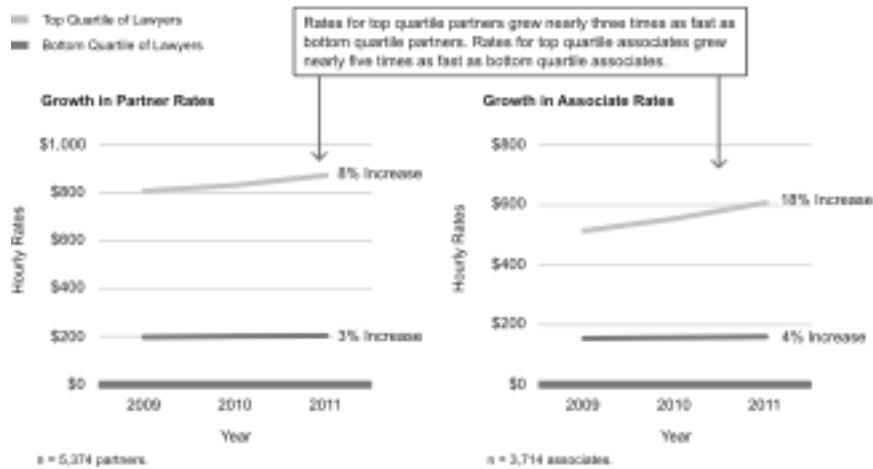 Top Quartile of Lawyers
Bottom Quartile of Lawyers
Rates for top quartile partners grew nearly three times as fast as
bottom quartile partners. Rates for top quartile associates grew
nearly five times as fast as bottom quartile associates.
Growth in Partner Rates
$1,000
$800
$600
$400
$200
$0
Hourly Rates
8% Increase
3% Increase
2009 2010 2011
Year
n = 5,374 partners.
Growth in Associate Rates
$800
$600
$400
$200
$0
Hourly Rates
18% Increase
4% Increase
2009 2010 2011
Year
n = 3,714 associates.